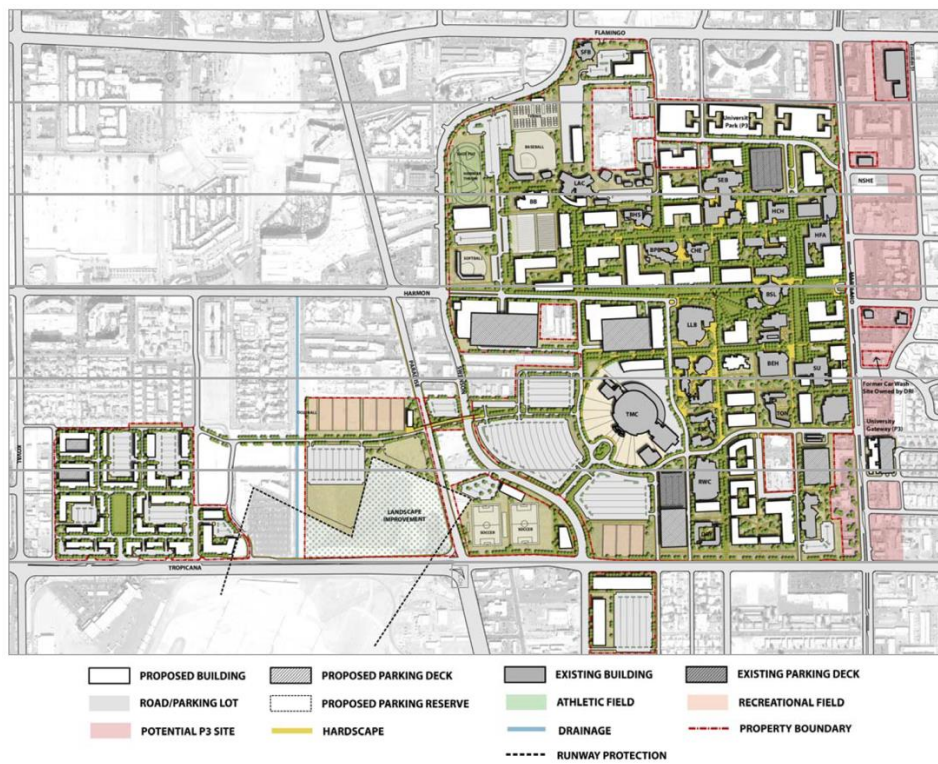 FLAMINGO
SFB
University
Park (P3)
BASEBALL
NSHE
LAC
SEB
BB
BHS
HCH
HFA
CHE
SOFTBALL
BSL
HARMON
LLB
BEH
SU
Former Car Wash
Site Owned by DRI
TMC
University
Gateway (P3)
RWC
LANDSCAPE
IMPROVEMENT
SOCCER
SOCCER
TROPICANA
PROPOSED BUILDING
PROPOSED PARKING DECK
EXISTING BUILDING
EXISTING PARKING DECK
ROAD/PARKING LOT
PROPOSED PARKING RESERVE
ATHLETIC FIELD
RECREATIONAL FIELD
POTENTIAL P3 SITE
HARDSCAPE
DRAINAGE
PROPERTY BOUNDARY
RUNWAY PROTECTION